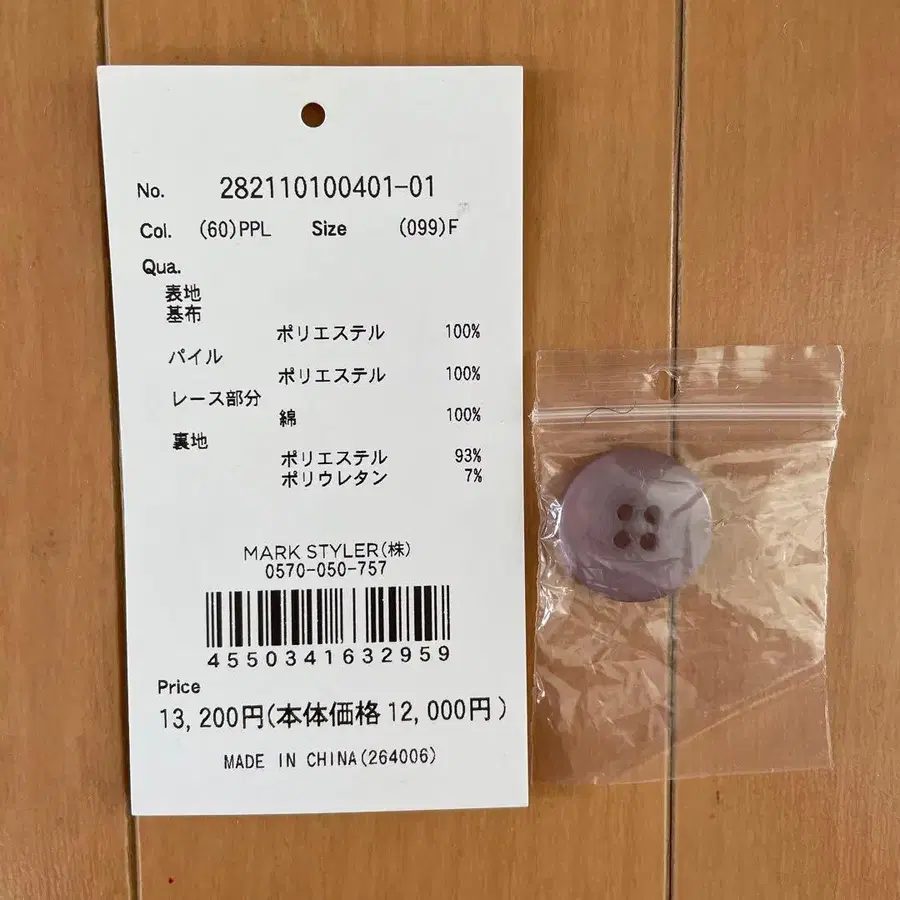 No. 282110100401-01
Col. (60)PPL Size (099)F
Qua.
表地
基布
ポリエステル 100%
パイル
ポリエステル 100%
レース部分
綿 100%
裏地
ポリエステル 93%
ポリウレタン 7%
MARK STYLER(株)
0570-050-757
4550341632959
Price
13,200円(本体価格 12,000円)
MADE IN CHINA(264006)